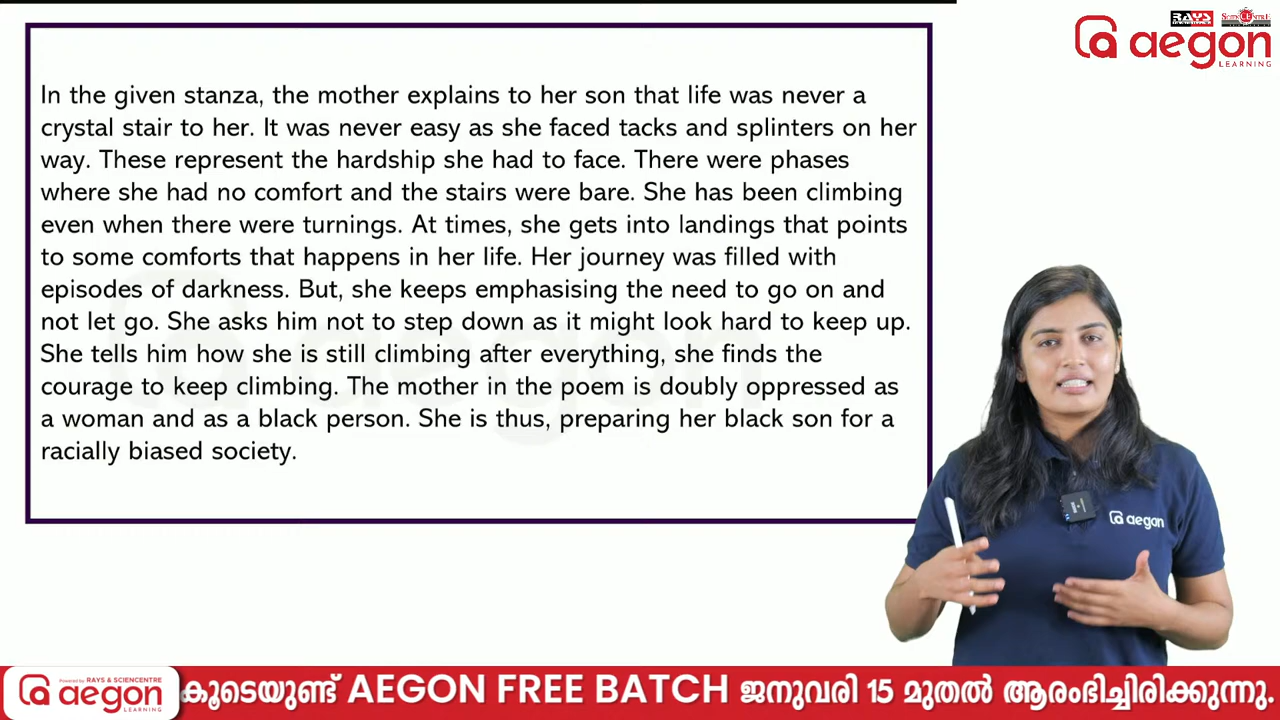 RAYS
SCIENCENTRE
aegon
LEARNING
In the given stanza, the mother explains to her son that life was never a
crystal stair to her. It was never easy as she faced tacks and splinters on her
way. These represent the hardship she had to face. There were phases
where she had no comfort and the stairs were bare. She has been climbing
even when there were turnings. At times, she gets into landings that points
to some comforts that happens in her life. Her journey was filled with
episodes of darkness. But, she keeps emphasising the need to go on and
not let go. She asks him not to step down as it might look hard to keep up.
She tells him how she is still climbing after everything, she finds the
courage to keep climbing. The mother in the poem is doubly oppressed as
a woman and as a black person. She is thus, preparing her black son for a
racially biased society.
aegon
Powered by RAYS & SCIENCENTRE
aegon
LEARNING
കൂടെയുണ്ട് AEGON FREE BATCH ജനുവരി 15 മുതൽ ആരംഭിച്ചിരിക്കുന്നു.